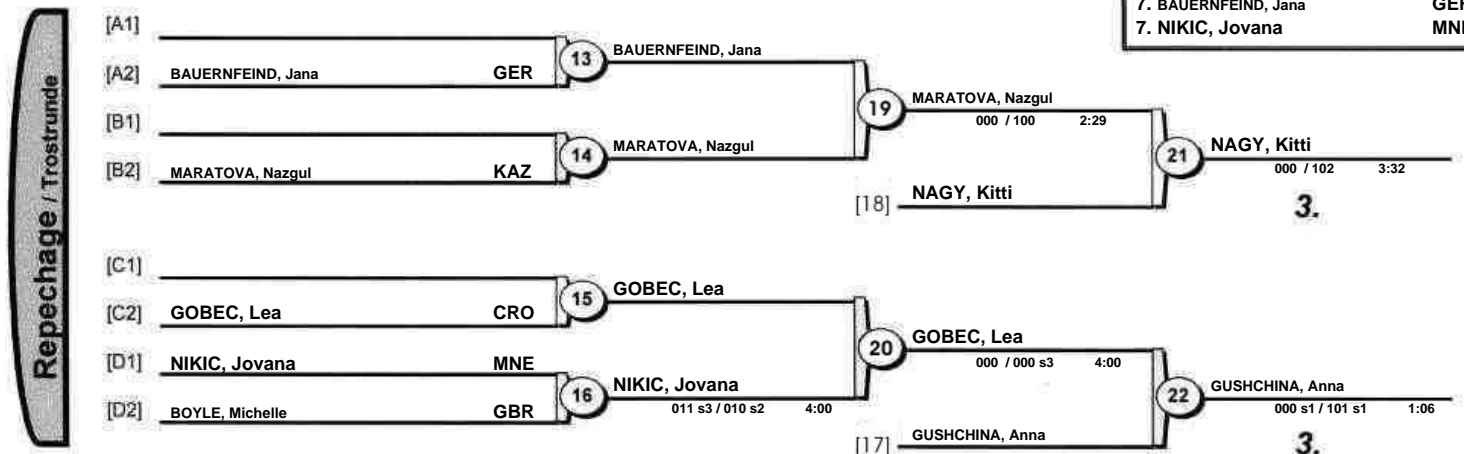 7. BAUERNFEIND, Jana GER
7. NIKIC, Jovana MNE
Repechage / Trostrunde
[A1]
[A2] BAUERNFEIND, Jana GER
13 BAUERNFEIND, Jana
[B1]
[B2] MARATOVA, Nazgul KAZ
14 MARATOVA, Nazgul
19 MARATOVA, Nazgul
000 / 100 2:29
[18] NAGY, Kitti
21 NAGY, Kitti
000 / 102 3:32
3.
[C1]
[C2] GOBEC, Lea CRO
15 GOBEC, Lea
[D1] NIKIC, Jovana MNE
[D2] BOYLE, Michelle GBR
16 NIKIC, Jovana
011 s3 / 010 s2 4:00
20 GOBEC, Lea
000 / 000 s3 4:00
[17] GUSHCHINA, Anna
22 GUSHCHINA, Anna
000 s1 / 101 s1 1:06
3.